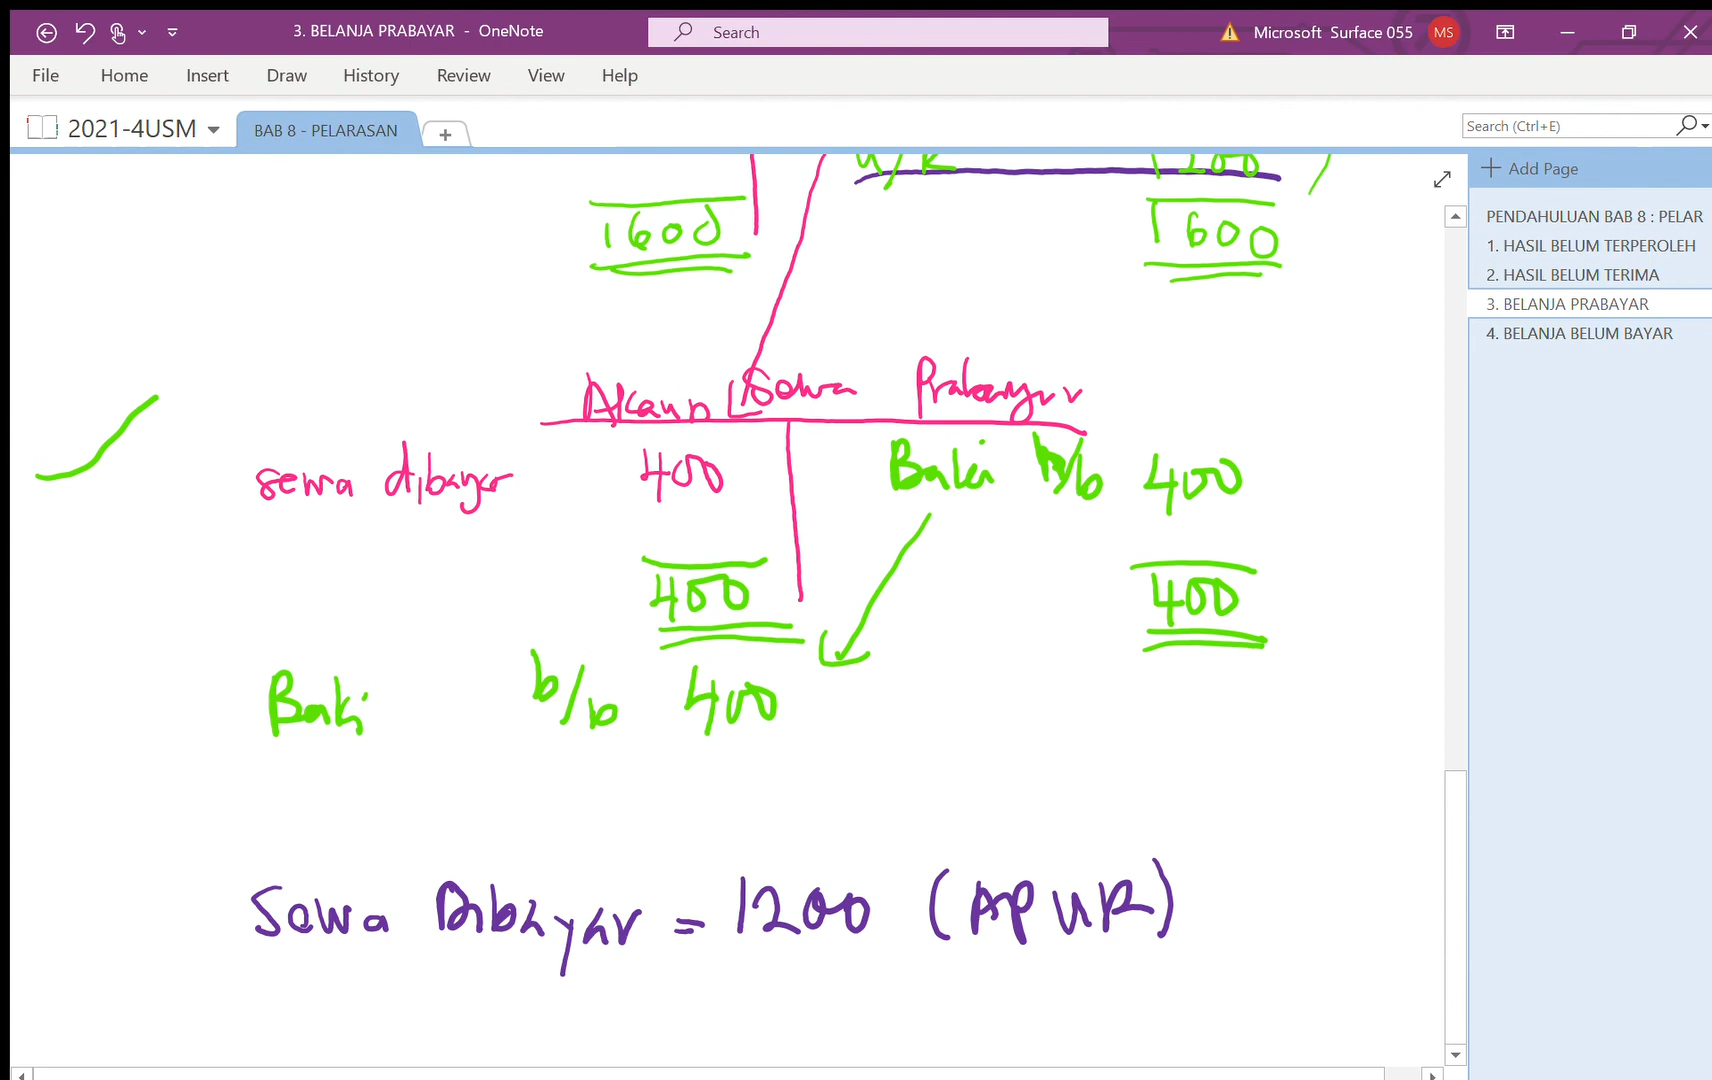 3. BELANJA PRABAYAR - OneNote
Search
Microsoft Surface 055
MS
File Home Insert Draw History Review View Help
2021-4USM
BAB 8 - PELARASAN
Search (Ctrl+E)
Add Page
PENDAHULUAN BAB 8 : PELAR
1. HASIL BELUM TERPEROLEH
2. HASIL BELUM TERIMA
3. BELANJA PRABAYAR
4. BELANJA BELUM BAYAR
1200
1600 1600
Akaun Sewa Prabayar
sewa dibayar 400 Baki b/b 400
400 400
Baki b/b 400
Sewa Dibayar = 1200 (APUR)